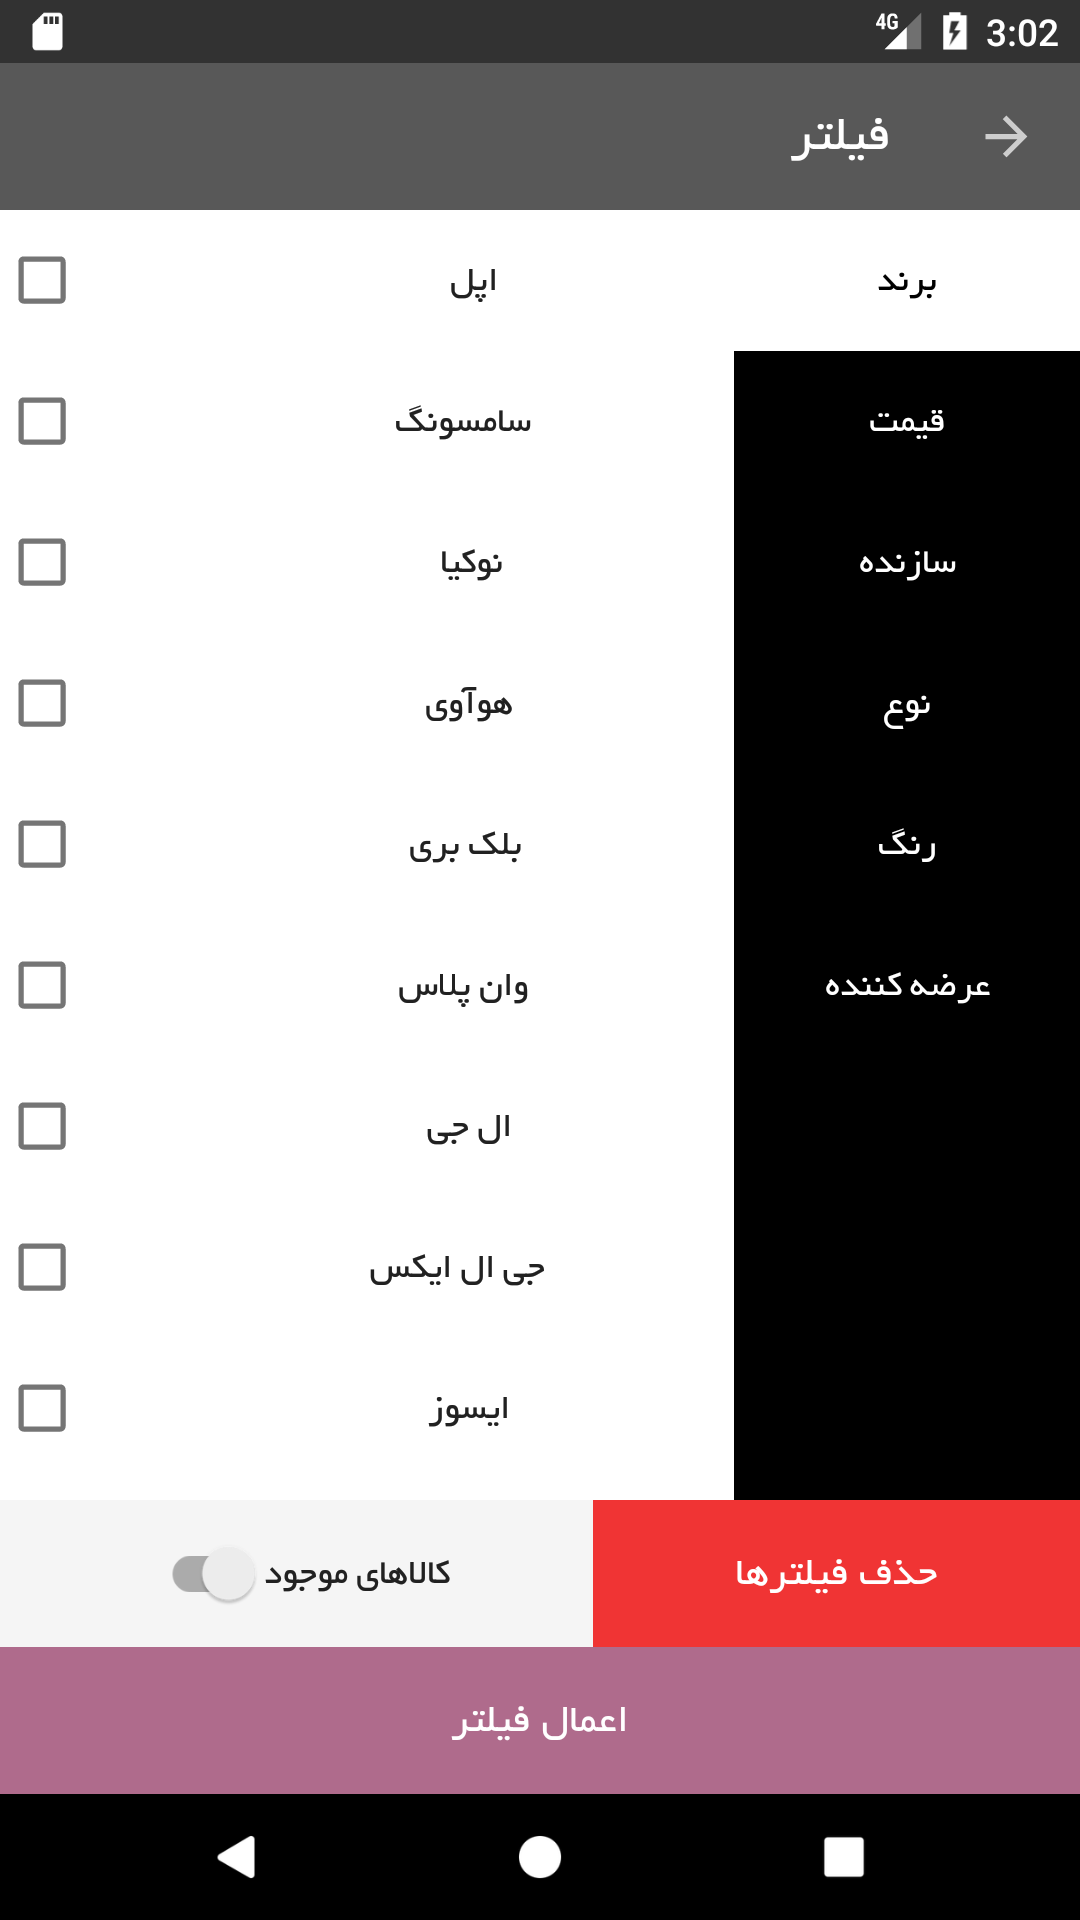 4G 3:02
فیلتر
برند
اپل
قیمت
سامسونگ
سازنده
نوکیا
نوع
هوآوی
رنگ
بلک بری
عرضه کننده
وان پلاس
ال جی
جی ال ایکس
ایسوز
حذف فیلترها
کالاهای موجود
اعمال فیلتر